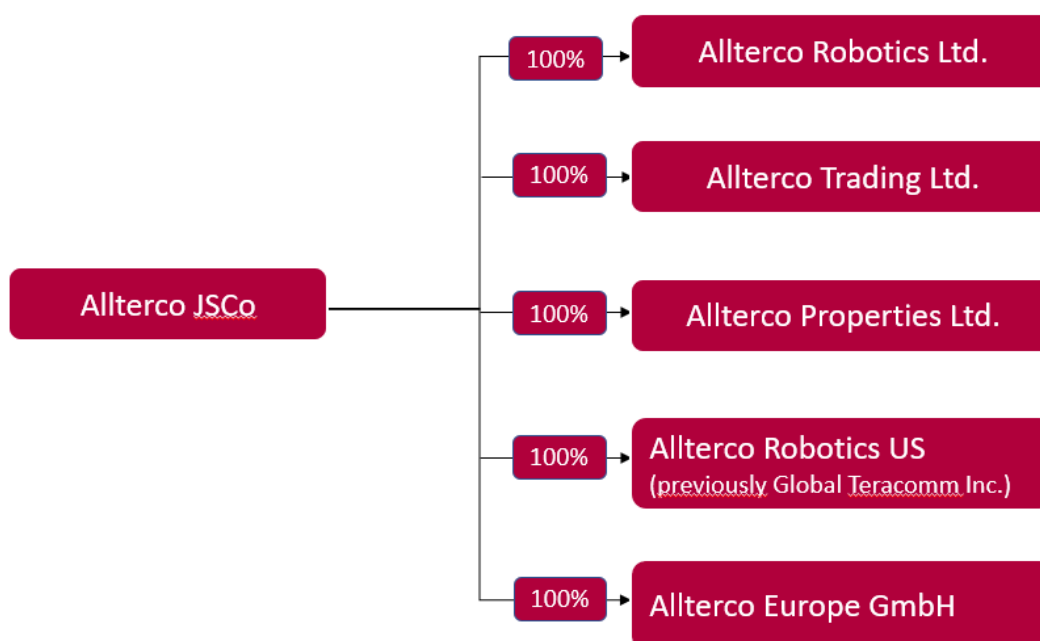 100%
Allterco Robotics Ltd.
100%
Allterco Trading Ltd.
Allterco JSCo
100%
Allterco Properties Ltd.
100%
Allterco Robotics US
(previously Global Teracomm Inc.)
100%
Allterco Europe GmbH